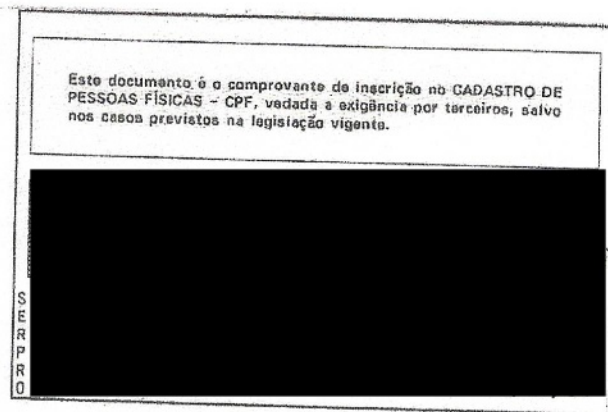 Este documento é o comprovante de inscrição no CADASTRO DE
PESSOAS FÍSICAS - CPF, vedada a exigência por terceiros, salvo
nos casos previstos na legislação vigente.
SERPRO